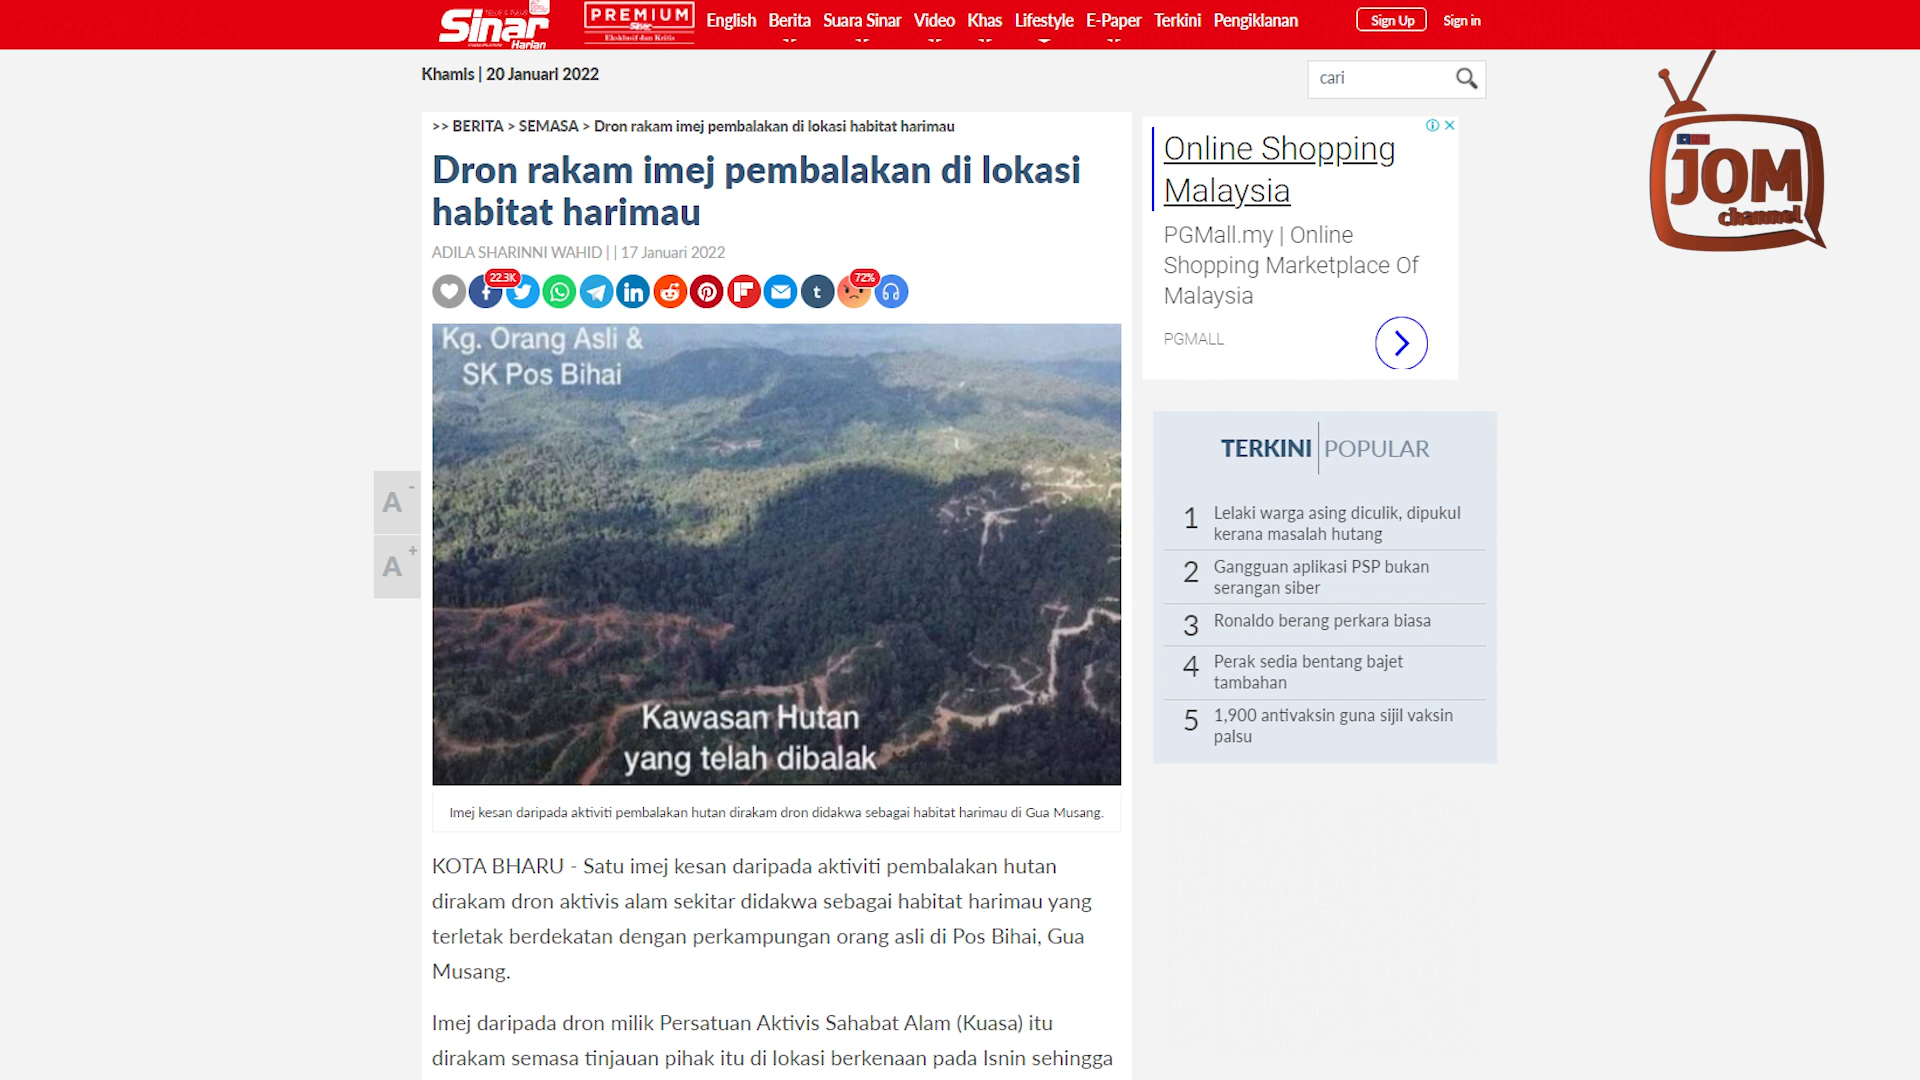 Sinar
Harian
PREMIUM
Sinar
Eksklusif dan Kritis
English Berita Suara Sinar Video Khas Lifestyle E-Paper Terkini Pengiklanan
Sign Up Sign in
Khamis | 20 Januari 2022
cari
>> BERITA > SEMASA > Dron rakam imej pembalakan di lokasi habitat harimau
Dron rakam imej pembalakan di lokasi
habitat harimau
ADILA SHARINNI WAHID | | 17 Januari 2022
22.3K
72%
Kg. Orang Asli &
SK Pos Bihai
Kawasan Hutan
yang telah dibalak
Imej kesan daripada aktiviti pembalakan hutan dirakam dron didakwa sebagai habitat harimau di Gua Musang.
KOTA BHARU - Satu imej kesan daripada aktiviti pembalakan hutan
dirakam dron aktivis alam sekitar didakwa sebagai habitat harimau yang
terletak berdekatan dengan perkampungan orang asli di Pos Bihai, Gua
Musang.
Imej daripada dron milik Persatuan Aktivis Sahabat Alam (Kuasa) itu
dirakam semasa tinjauan pihak itu di lokasi berkenaan pada Isnin sehingga
A -
A +
Online Shopping
Malaysia
PGMall.my | Online
Shopping Marketplace Of
Malaysia
PGMALL
TERKINI | POPULAR
1 Lelaki warga asing diculik, dipukul
kerana masalah hutang
2 Gangguan aplikasi PSP bukan
serangan siber
3 Ronaldo berang perkara biasa
4 Perak sedia bentang bajet
tambahan
5 1,900 antivaksin guna sijil vaksin
palsu
JOM
channel